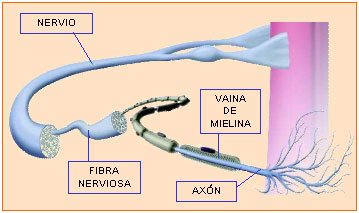 NERVIO
VAINA
DE
MIELINA
FIBRA
NERVIOSA
AXÓN